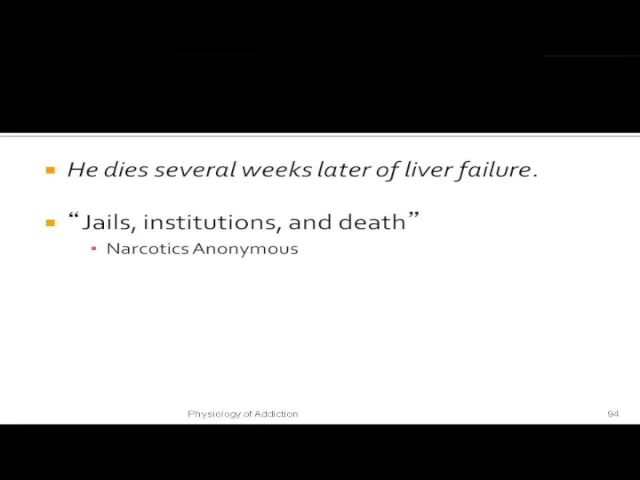 He dies several weeks later of liver failure.
“Jails, institutions, and death”
Narcotics Anonymous
Physiology of Addiction 94